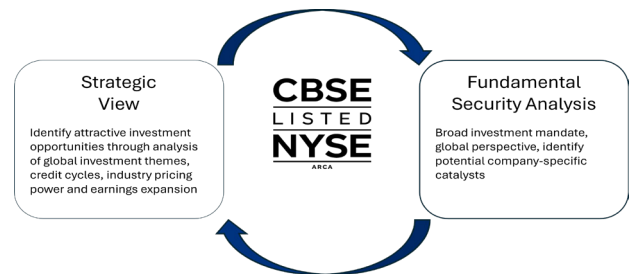 Strategic
View
Identify attractive investment
opportunities through analysis
of global investment themes,
credit cycles, industry pricing
power and earnings expansion
CBSE
LISTED
NYSE
ARCA
Fundamental
Security Analysis
Broad investment mandate,
global perspective, identify
potential company-specific
catalysts